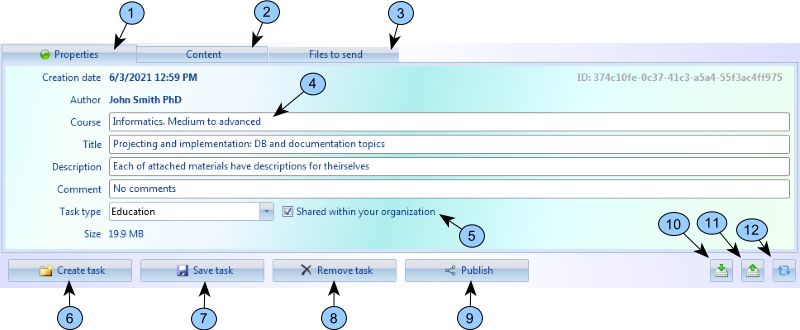 1 2 3
Properties Content Files to send
Creation date 6/3/2021 12:59 PM ID: 374c10fe-0c37-41c3-a5a4-55f3ac4ff975
4
Author John Smith PhD
Course Informatics. Medium to advanced
Title Projecting and implementation: DB and documentation topics
Description Each of attached materials have descriptions for theirselves
Comment No comments
Task type Education Shared within your organization
5 10 11 12
Size 19.9 MB
Create task Save task Remove task Publish
6 7 8 9